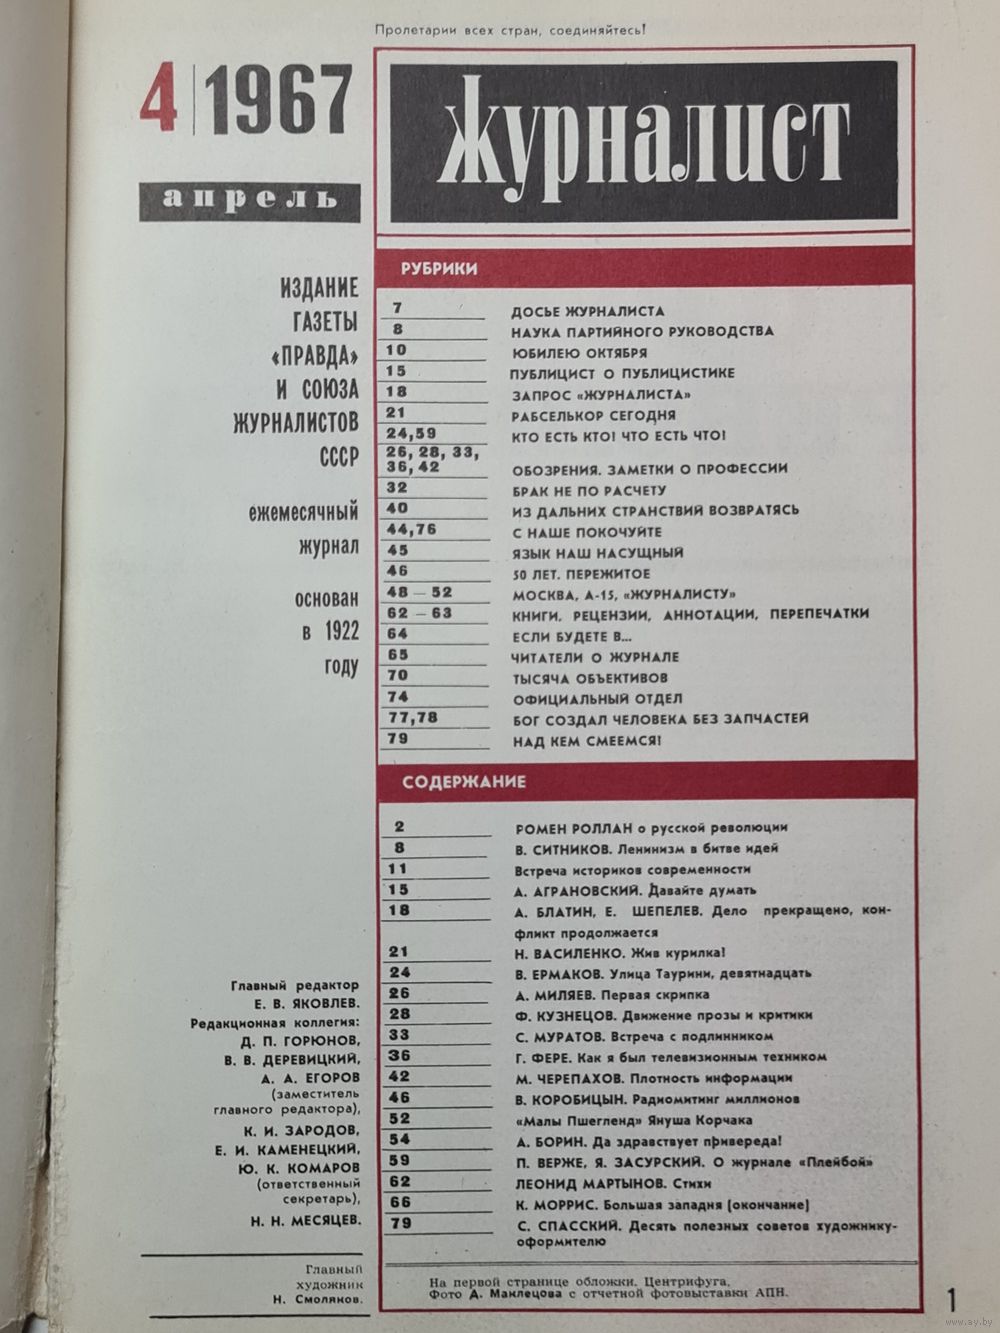 Пролетарии всех стран, соединяйтесь!
4 | 1967
апрель
журналист
ИЗДАНИЕ
ГАЗЕТЫ
«ПРАВДА»
И СОЮЗА
ЖУРНАЛИСТОВ
СССР
ежемесячный
журнал
основан
в 1922
году
Главный редактор
Е. В. ЯКОВЛЕВ.
Редакционная коллегия:
Д. П. ГОРЮНОВ,
В. В. ДЕРЕВИЦКИЙ,
А. А. ЕГОРОВ
(заместитель
главного редактора),
К. И. ЗАРОДОВ,
Е. И. КАМЕНЕЦКИЙ,
Ю. К. КОМАРОВ
(ответственный
секретарь),
Н. Н. МЕСЯЦЕВ.
Главный
художник
Н. Смоляков.
РУБРИКИ
7 ДОСЬЕ ЖУРНАЛИСТА
8 НАУКА ПАРТИЙНОГО РУКОВОДСТВА
10 ЮБИЛЕЮ ОКТЯБРЯ
15 ПУБЛИЦИСТ О ПУБЛИЦИСТИКЕ
18 ЗАПРОС «ЖУРНАЛИСТА»
21 РАБСЕЛЬКОР СЕГОДНЯ
24,59 КТО ЕСТЬ КТО! ЧТО ЕСТЬ ЧТО!
26, 28, 33,
36, 42 ОБОЗРЕНИЯ. ЗАМЕТКИ О ПРОФЕССИИ
32 БРАК НЕ ПО РАСЧЕТУ
40 ИЗ ДАЛЬНИХ СТРАНСТВИЙ ВОЗВРАТЯСЬ
44,76 С НАШЕ ПОКОЧУЙТЕ
45 ЯЗЫК НАШ НАСУЩНЫЙ
46 50 ЛЕТ. ПЕРЕЖИТОЕ
48 — 52 МОСКВА, А-15, «ЖУРНАЛИСТУ»
62 — 63 КНИГИ, РЕЦЕНЗИИ, АННОТАЦИИ, ПЕРЕПЕЧАТКИ
64 ЕСЛИ БУДЕТЕ В...
65 ЧИТАТЕЛИ О ЖУРНАЛЕ
70 ТЫСЯЧА ОБЪЕКТИВОВ
74 ОФИЦИАЛЬНЫЙ ОТДЕЛ
77,78 БОГ СОЗДАЛ ЧЕЛОВЕКА БЕЗ ЗАПЧАСТЕЙ
79 НАД КЕМ СМЕЕМСЯ!
СОДЕРЖАНИЕ
2 РОМЕН РОЛЛАН о русской революции
8 В. СИТНИКОВ. Ленинизм в битве идей
11 Встреча историков современности
15 А. АГРАНОВСКИЙ. Давайте думать
18 А. БЛАТИН, Е. ШЕПЕЛЕВ. Дело прекращено, кон-
фликт продолжается
21 Н. ВАСИЛЕНКО. Жив курилка!
24 В. ЕРМАКОВ. Улица Таурини, девятнадцать
26 А. МИЛЯЕВ. Первая скрипка
28 Ф. КУЗНЕЦОВ. Движение прозы и критики
33 С. МУРАТОВ. Встреча с подлинником
36 Г. ФЕРЕ. Как я был телевизионным техником
42 М. ЧЕРЕПАХОВ. Плотность информации
46 В. КОРОБИЦЫН. Радиомитинг миллионов
52 «Малы Пшегленд» Януша Корчака
54 А. БОРИН. Да здравствует привереда!
59 П. ВЕРЖЕ, Я. ЗАСУРСКИЙ. О журнале «Плейбой»
62 ЛЕОНИД МАРТЫНОВ. Стихи
66 К. МОРРИС. Большая западня (окончание)
79 С. СПАССКИЙ. Десять полезных советов художнику-
оформителю
На первой странице обложки. Центрифуга.
Фото Д. Маклецова с отчетной фотовыставки АПН.
1
www.ay.by